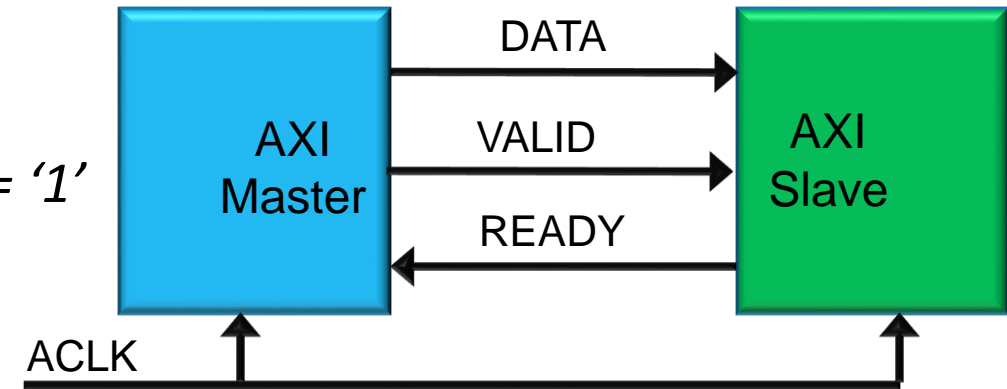 DATA
AXI
Master
VALID
AXI
Slave
= ‘1’
READY
ACLK